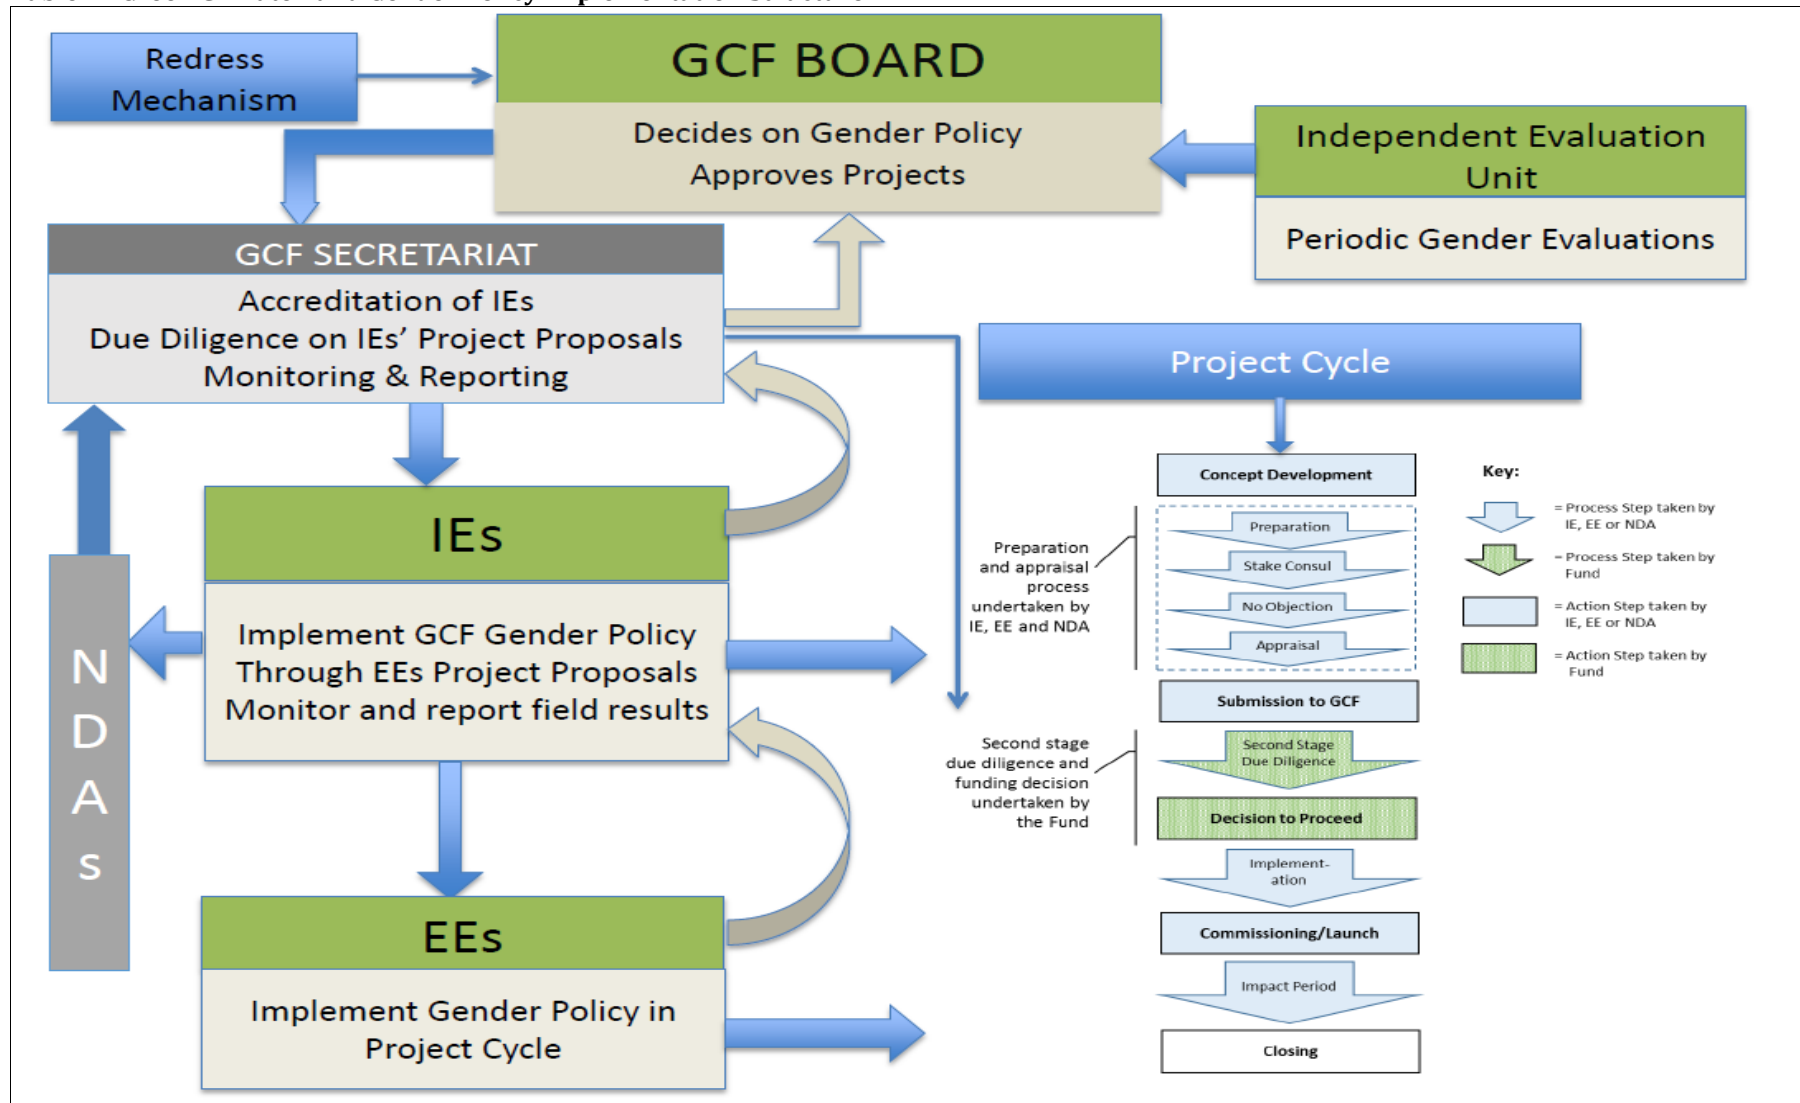 Redress
Mechanism
GCF BOARD
Decides on Gender Policy
Approves Projects
Independent Evaluation
Unit
Periodic Gender Evaluations
GCF SECRETARIAT
Accreditation of IEs
Due Diligence on IEs’ Project Proposals
Monitoring & Reporting
IEs
Implement GCF Gender Policy
Through EEs Project Proposals
Monitor and report field results
NDAs
EEs
Implement Gender Policy in
Project Cycle
Project Cycle
Concept Development
Preparation
Stake Consul
No Objection
Appraisal
Preparation
and appraisal
process
undertaken by
IE, EE and NDA
Submission to GCF
Second Stage
Due Diligence
Decision to Proceed
Second stage
due diligence and
funding decision
undertaken by
the Fund
Implement-
ation
Commissioning/Launch
Impact Period
Closing
Key:
= Process Step taken by
IE, EE or NDA
= Process Step taken by
Fund
= Action Step taken by
IE, EE or NDA
= Action Step taken by
Fund